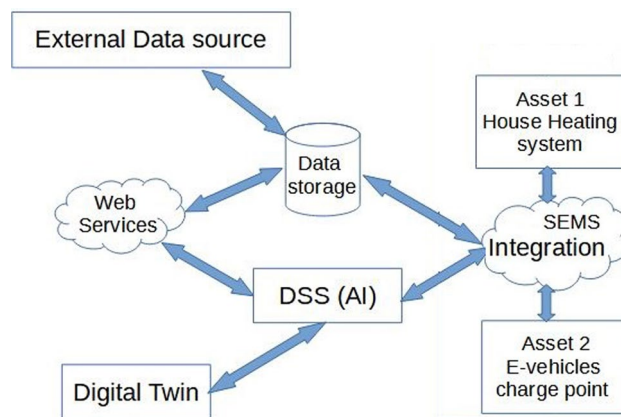 External Data source
Asset 1
House Heating
system
Data
storage
Web
Services
SEMS
Integration
DSS (AI)
Asset 2
E-vehicles
charge point
Digital Twin